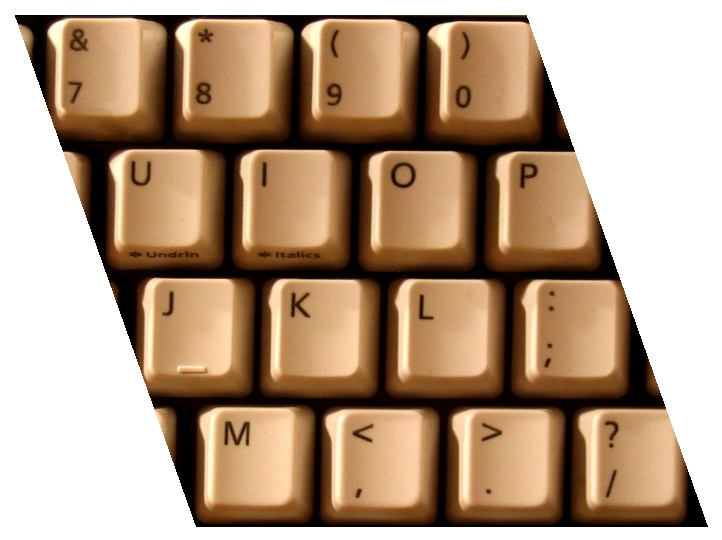 & * ( )
7 8 9 0
U I O P
* Undrln * Italics
J K L :
;
M < > ?
, . /